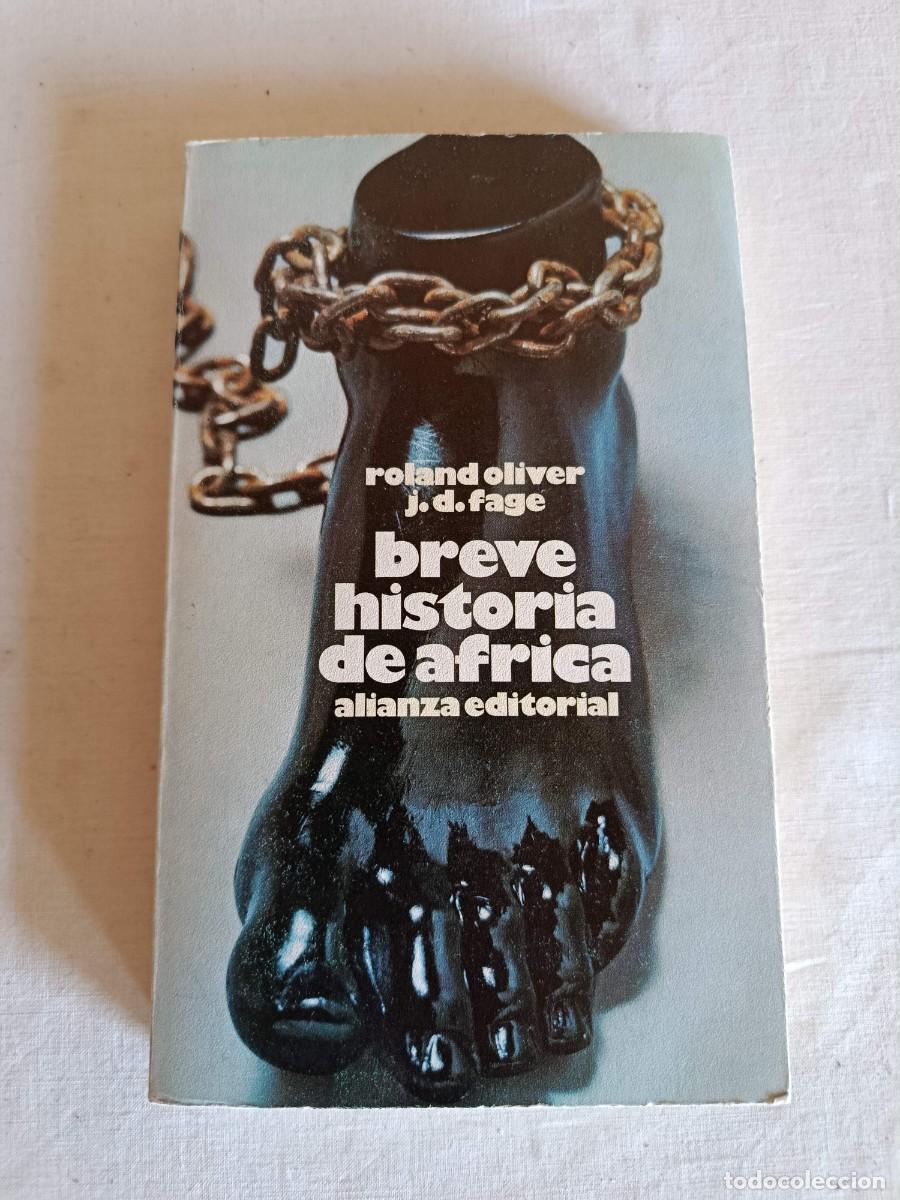 roland oliver
j. d. fage
breve
historia
de africa
alianza editorial
todocoleccion